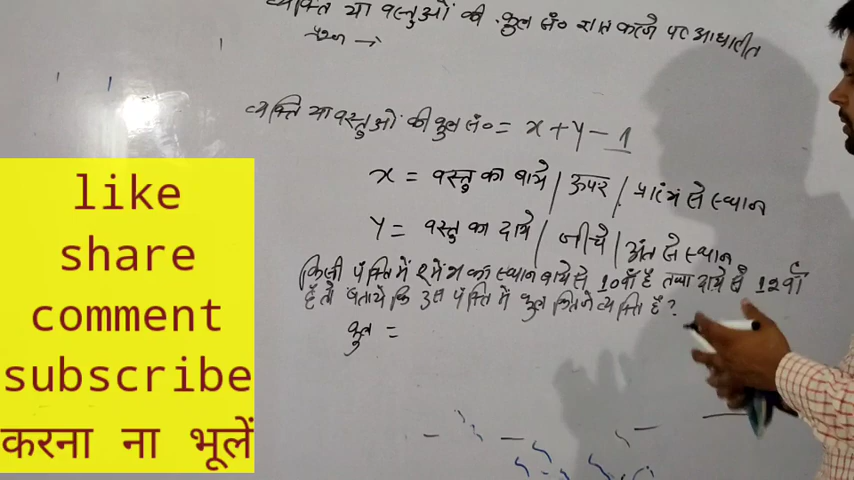 व्यक्ति या वस्तुओं की कुल सं० ज्ञात करने पर आधारीत
प्रश्न →
व्यक्ति या वस्तुओं की कुल सं० = x + y - 1
x = वस्तु का बायें / ऊपर / प्रारंभ से स्थान
y = वस्तु का दायें / नीचे / अंत से स्थान
किसी पंक्ति में रमेश का स्थान बायें से 10वाँ है तथा दायें से 12वाँ
है तो बतायें कि उस पंक्ति में कुल कितने व्यक्ति है ?
कुल =
like
share
comment
subscribe
करना ना भूलें